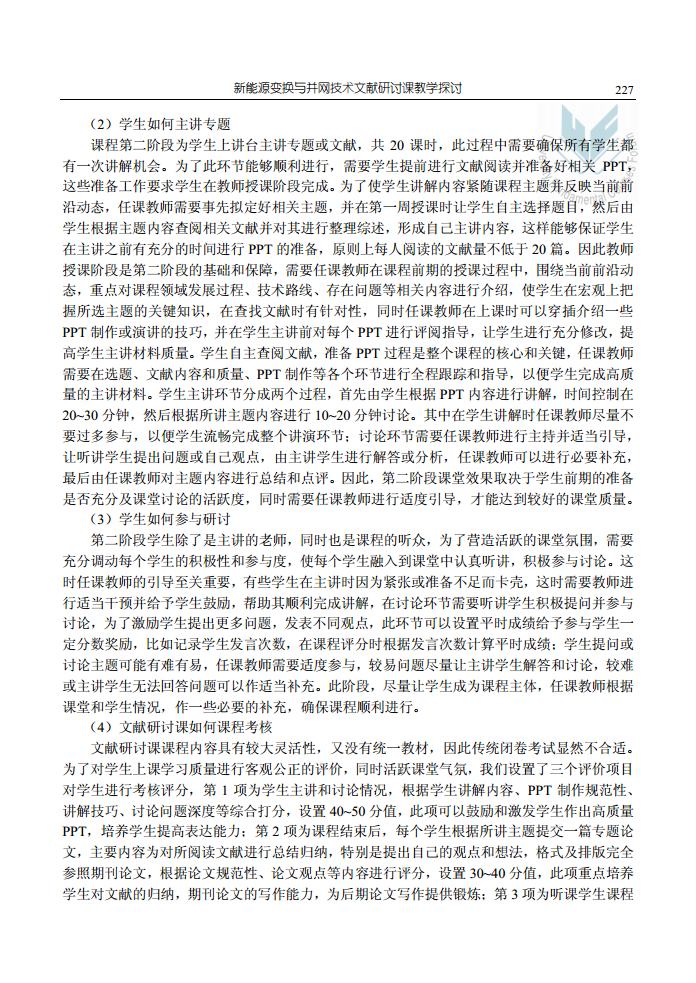 新能源变换与并网技术文献研讨课教学探讨
227
（2）学生如何主讲专题
课程第二阶段为学生上讲台主讲专题或文献，共 20 课时，此过程中需要确保所有学生都
有一次讲解机会。为了此环节能够顺利进行，需要学生提前进行文献阅读并准备好相关 PPT，
这些准备工作要求学生在教师授课阶段完成。为了使学生讲解内容紧随课程主题并反映当前前
沿动态，任课教师需要事先拟定好相关主题，并在第一周授课时让学生自主选择题目，然后由
学生根据主题内容查阅相关文献并对其进行整理综述，形成自己主讲内容，这样能够保证学生
在主讲之前有充分的时间进行 PPT 的准备，原则上每人阅读的文献量不低于 20 篇。因此教师
授课阶段是第二阶段的基础和保障，需要任课教师在课程前期的授课过程中，围绕当前前沿动
态，重点对课程领域发展过程、技术路线、存在问题等相关内容进行介绍，使学生在宏观上把
握所选主题的关键知识，在查找文献时有针对性，同时任课教师在上课时可以穿插介绍一些
PPT 制作或演讲的技巧，并在学生主讲前对每个 PPT 进行评阅指导，让学生进行充分修改，提
高学生主讲材料质量。学生自主查阅文献，准备 PPT 过程是整个课程的核心和关键，任课教师
需要在选题、文献内容和质量、PPT 制作等各个环节进行全程跟踪和指导，以便学生完成高质
量的主讲材料。学生主讲环节分成两个过程，首先由学生根据 PPT 内容进行讲解，时间控制在
20~30 分钟，然后根据所讲主题内容进行 10~20 分钟讨论。其中在学生讲解时任课教师尽量不
要过多参与，以便学生流畅完成整个讲演环节；讨论环节需要任课教师进行主持并适当引导，
让听讲学生提出问题或自己观点，由主讲学生进行解答或分析，任课教师可以进行必要补充，
最后由任课教师对主题内容进行总结和点评。因此，第二阶段课堂效果取决于学生前期的准备
是否充分及课堂讨论的活跃度，同时需要任课教师进行适度引导，才能达到较好的课堂质量。
（3）学生如何参与研讨
第二阶段学生除了是主讲的老师，同时也是课程的听众，为了营造活跃的课堂氛围，需要
充分调动每个学生的积极性和参与度，使每个学生融入到课堂中认真听讲，积极参与讨论。这
时任课教师的引导至关重要，有些学生在主讲时因为紧张或准备不足而卡壳，这时需要教师进
行适当干预并给予学生鼓励，帮助其顺利完成讲解，在讨论环节需要听讲学生积极提问并参与
讨论，为了激励学生提出更多问题，发表不同观点，此环节可以设置平时成绩给予参与学生一
定分数奖励，比如记录学生发言次数，在课程评分时根据发言次数计算平时成绩；学生提问或
讨论主题可能有难有易，任课教师需要适度参与，较易问题尽量让主讲学生解答和讨论，较难
或主讲学生无法回答问题可以作适当补充。此阶段，尽量让学生成为课程主体，任课教师根据
课堂和学生情况，作一些必要的补充，确保课程顺利进行。
（4）文献研讨课如何课程考核
文献研讨课课程内容具有较大灵活性，又没有统一教材，因此传统闭卷考试显然不合适。
为了对学生上课学习质量进行客观公正的评价，同时活跃课堂气氛，我们设置了三个评价项目
对学生进行考核评分，第 1 项为学生主讲和讨论情况，根据学生讲解内容、PPT 制作规范性、
讲解技巧、讨论问题深度等综合打分，设置 40~50 分值，此项可以鼓励和激发学生作出高质量
PPT，培养学生提高表达能力；第 2 项为课程结束后，每个学生根据所讲主题提交一篇专题论
文，主要内容为对所阅读文献进行总结归纳，特别是提出自己的观点和想法，格式及排版完全
参照期刊论文，根据论文规范性、论文观点等内容进行评分，设置 30~40 分值，此项重点培养
学生对文献的归纳，期刊论文的写作能力，为后期论文写作提供锻炼；第 3 项为听课学生课程